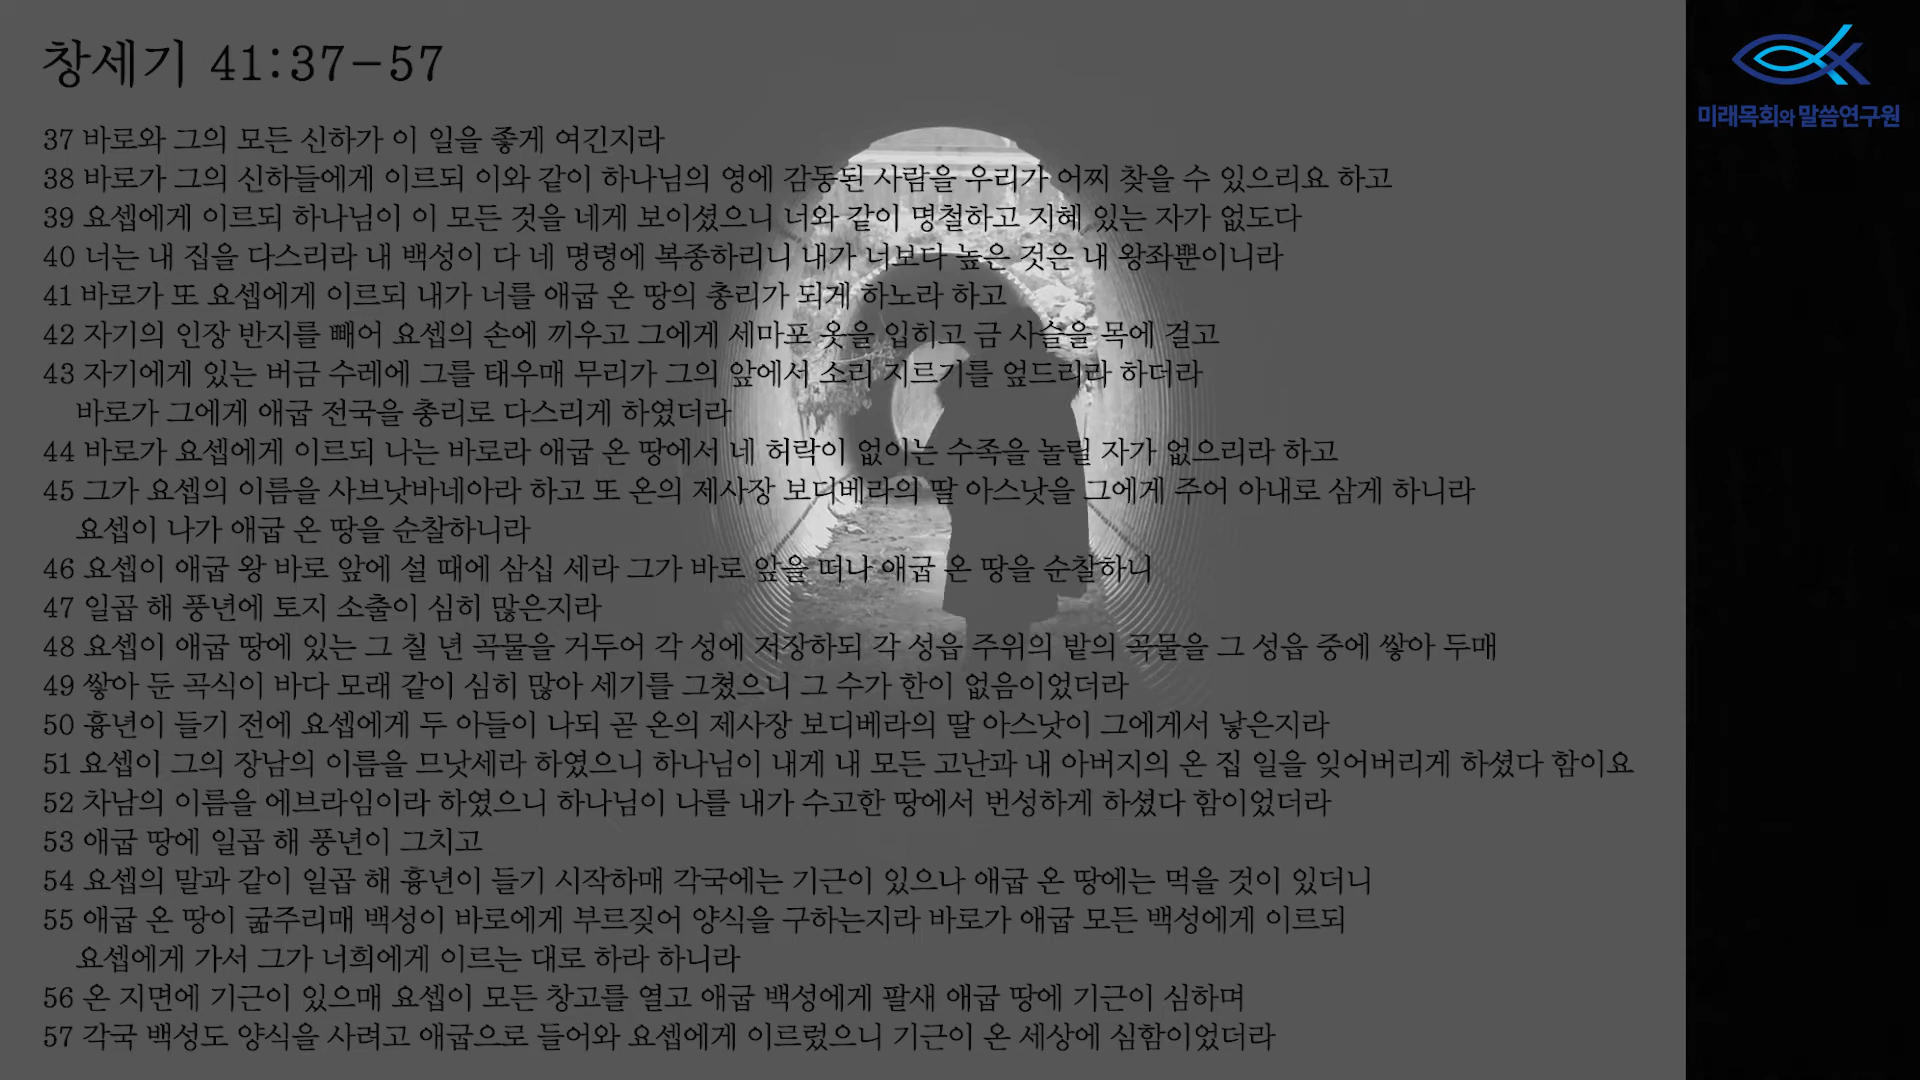 창세기 41:37-57
미래목회와 말씀연구원
37 바로와 그의 모든 신하가 이 일을 좋게 여긴지라
38 바로가 그의 신하들에게 이르되 이와 같이 하나님의 영에 감동된 사람을 우리가 어찌 찾을 수 있으리요 하고
39 요셉에게 이르되 하나님이 이 모든 것을 네게 보이셨으니 너와 같이 명철하고 지혜 있는 자가 없도다
40 너는 내 집을 다스리라 내 백성이 다 네 명령에 복종하리니 내가 너보다 높은 것은 내 왕좌뿐이니라
41 바로가 또 요셉에게 이르되 내가 너를 애굽 온 땅의 총리가 되게 하노라 하고
42 자기의 인장 반지를 빼어 요셉의 손에 끼우고 그에게 세마포 옷을 입히고 금 사슬을 목에 걸고
43 자기에게 있는 버금 수레에 그를 태우매 무리가 그의 앞에서 소리 지르기를 엎드리라 하더라
바로가 그에게 애굽 전국을 총리로 다스리게 하였더라
44 바로가 요셉에게 이르되 나는 바로라 애굽 온 땅에서 네 허락이 없이는 수족을 놀릴 자가 없으리라 하고
45 그가 요셉의 이름을 사브낫바네아라 하고 또 온의 제사장 보디베라의 딸 아스낫을 그에게 주어 아내로 삼게 하니라
요셉이 나가 애굽 온 땅을 순찰하니라
46 요셉이 애굽 왕 바로 앞에 설 때에 삼십 세라 그가 바로 앞을 떠나 애굽 온 땅을 순찰하니
47 일곱 해 풍년에 토지 소출이 심히 많은지라
48 요셉이 애굽 땅에 있는 그 칠 년 곡물을 거두어 각 성에 저장하되 각 성읍 주위의 밭의 곡물을 그 성읍 중에 쌓아 두매
49 쌓아 둔 곡식이 바다 모래 같이 심히 많아 세기를 그쳤으니 그 수가 한이 없음이었더라
50 흉년이 들기 전에 요셉에게 두 아들이 나되 곧 온의 제사장 보디베라의 딸 아스낫이 그에게서 낳은지라
51 요셉이 그의 장남의 이름을 므낫세라 하였으니 하나님이 내게 내 모든 고난과 내 아버지의 온 집 일을 잊어버리게 하셨다 함이요
52 차남의 이름을 에브라임이라 하였으니 하나님이 나를 내가 수고한 땅에서 번성하게 하셨다 함이었더라
53 애굽 땅에 일곱 해 풍년이 그치고
54 요셉의 말과 같이 일곱 해 흉년이 들기 시작하매 각국에는 기근이 있으나 애굽 온 땅에는 먹을 것이 있더니
55 애굽 온 땅이 굶주리매 백성이 바로에게 부르짖어 양식을 구하는지라 바로가 애굽 모든 백성에게 이르되
요셉에게 가서 그가 너희에게 이르는 대로 하라 하니라
56 온 지면에 기근이 있으매 요셉이 모든 창고를 열고 애굽 백성에게 팔새 애굽 땅에 기근이 심하며
57 각국 백성도 양식을 사려고 애굽으로 들어와 요셉에게 이르렀으니 기근이 온 세상에 심함이었더라